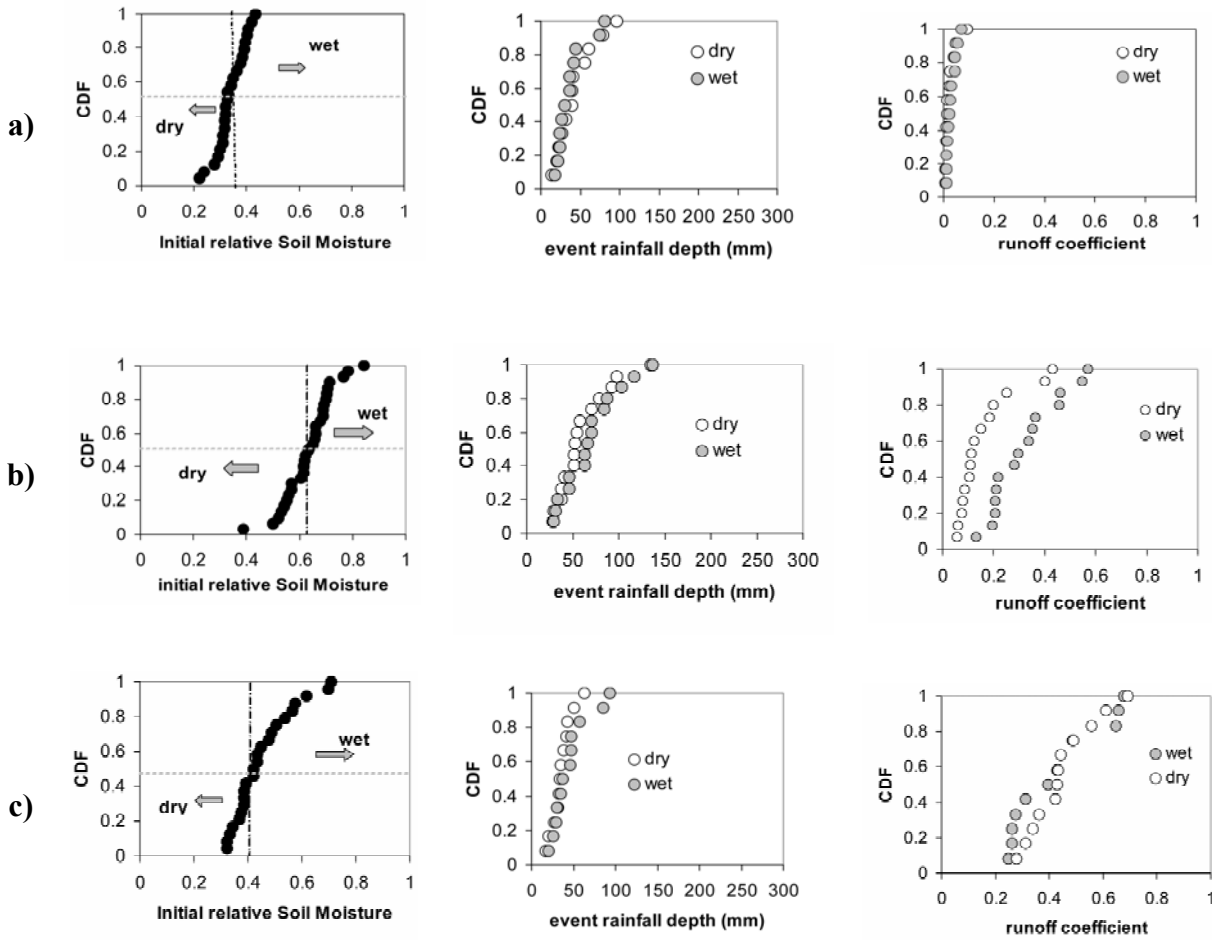 a)
1
0.8
0.6
0.4
0.2
0
CDF
wet
dry
0 0.2 0.4 0.6 0.8 1
Initial relative Soil Moisture
1
0.8
0.6
0.4
0.2
0
CDF
dry
wet
0 50 100 150 200 250 300
event rainfall depth (mm)
1
0.8
0.6
0.4
0.2
0
CDF
dry
wet
0 0.2 0.4 0.6 0.8 1
runoff coefficient
b)
1
0.8
0.6
0.4
0.2
0
CDF
wet
dry
0 0.2 0.4 0.6 0.8 1
initial relative Soil Moisture
1
0.8
0.6
0.4
0.2
0
CDF
dry
wet
0 50 100 150 200 250 300
event rainfall depth (mm)
1
0.8
0.6
0.4
0.2
0
CDF
dry
wet
0 0.2 0.4 0.6 0.8 1
runoff coefficient
c)
1
0.8
0.6
0.4
0.2
0
CDF
wet
dry
0 0.2 0.4 0.6 0.8 1
Initial relative Soil Moisture
1
0.8
0.6
0.4
0.2
0
CDF
dry
wet
0 50 100 150 200 250 300
event rainfall depth (mm)
1
0.8
0.6
0.4
0.2
0
CDF
wet
dry
0 0.2 0.4 0.6 0.8 1
runoff coefficient